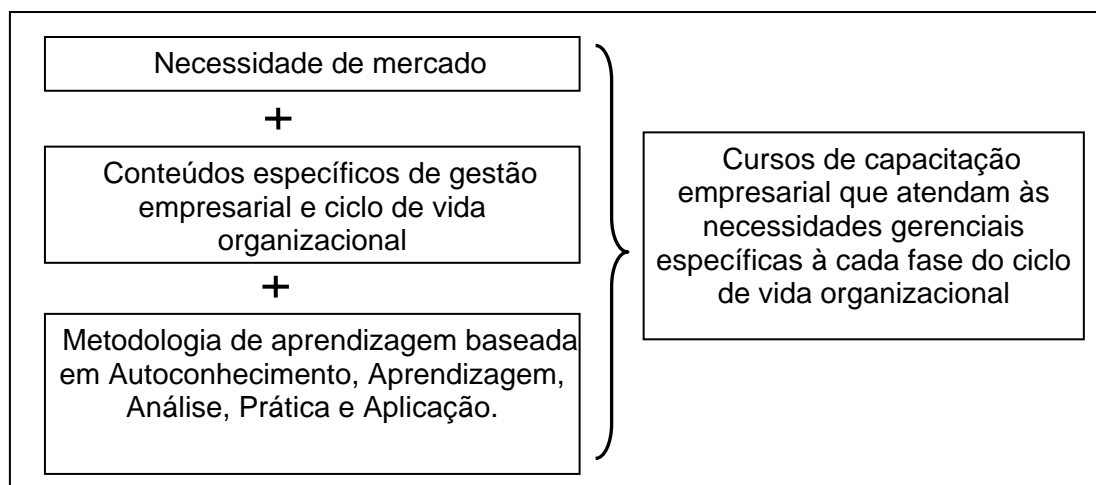 Necessidade de mercado
+
Conteúdos específicos de gestão
empresarial e ciclo de vida
organizacional
+
Metodologia de aprendizagem baseada
em Autoconhecimento, Aprendizagem,
Análise, Prática e Aplicação.
Cursos de capacitação
empresarial que atendam às
necessidades gerenciais
específicas à cada fase do ciclo
de vida organizacional